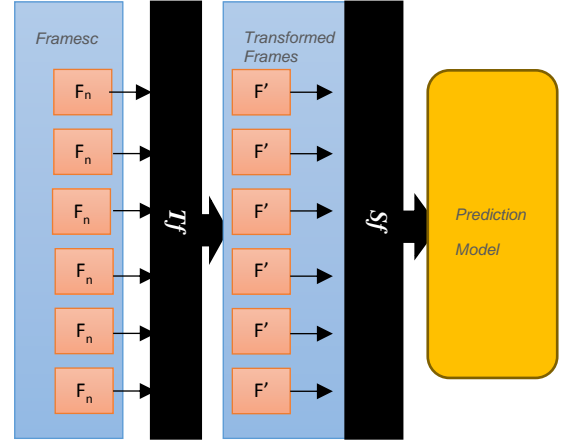 Framesc
Transformed
Frames
Fn
F'
Fn
F'
Fn
F'
Fn
F'
Fn
F'
Fn
F'
Tf
Sf
Prediction
Model